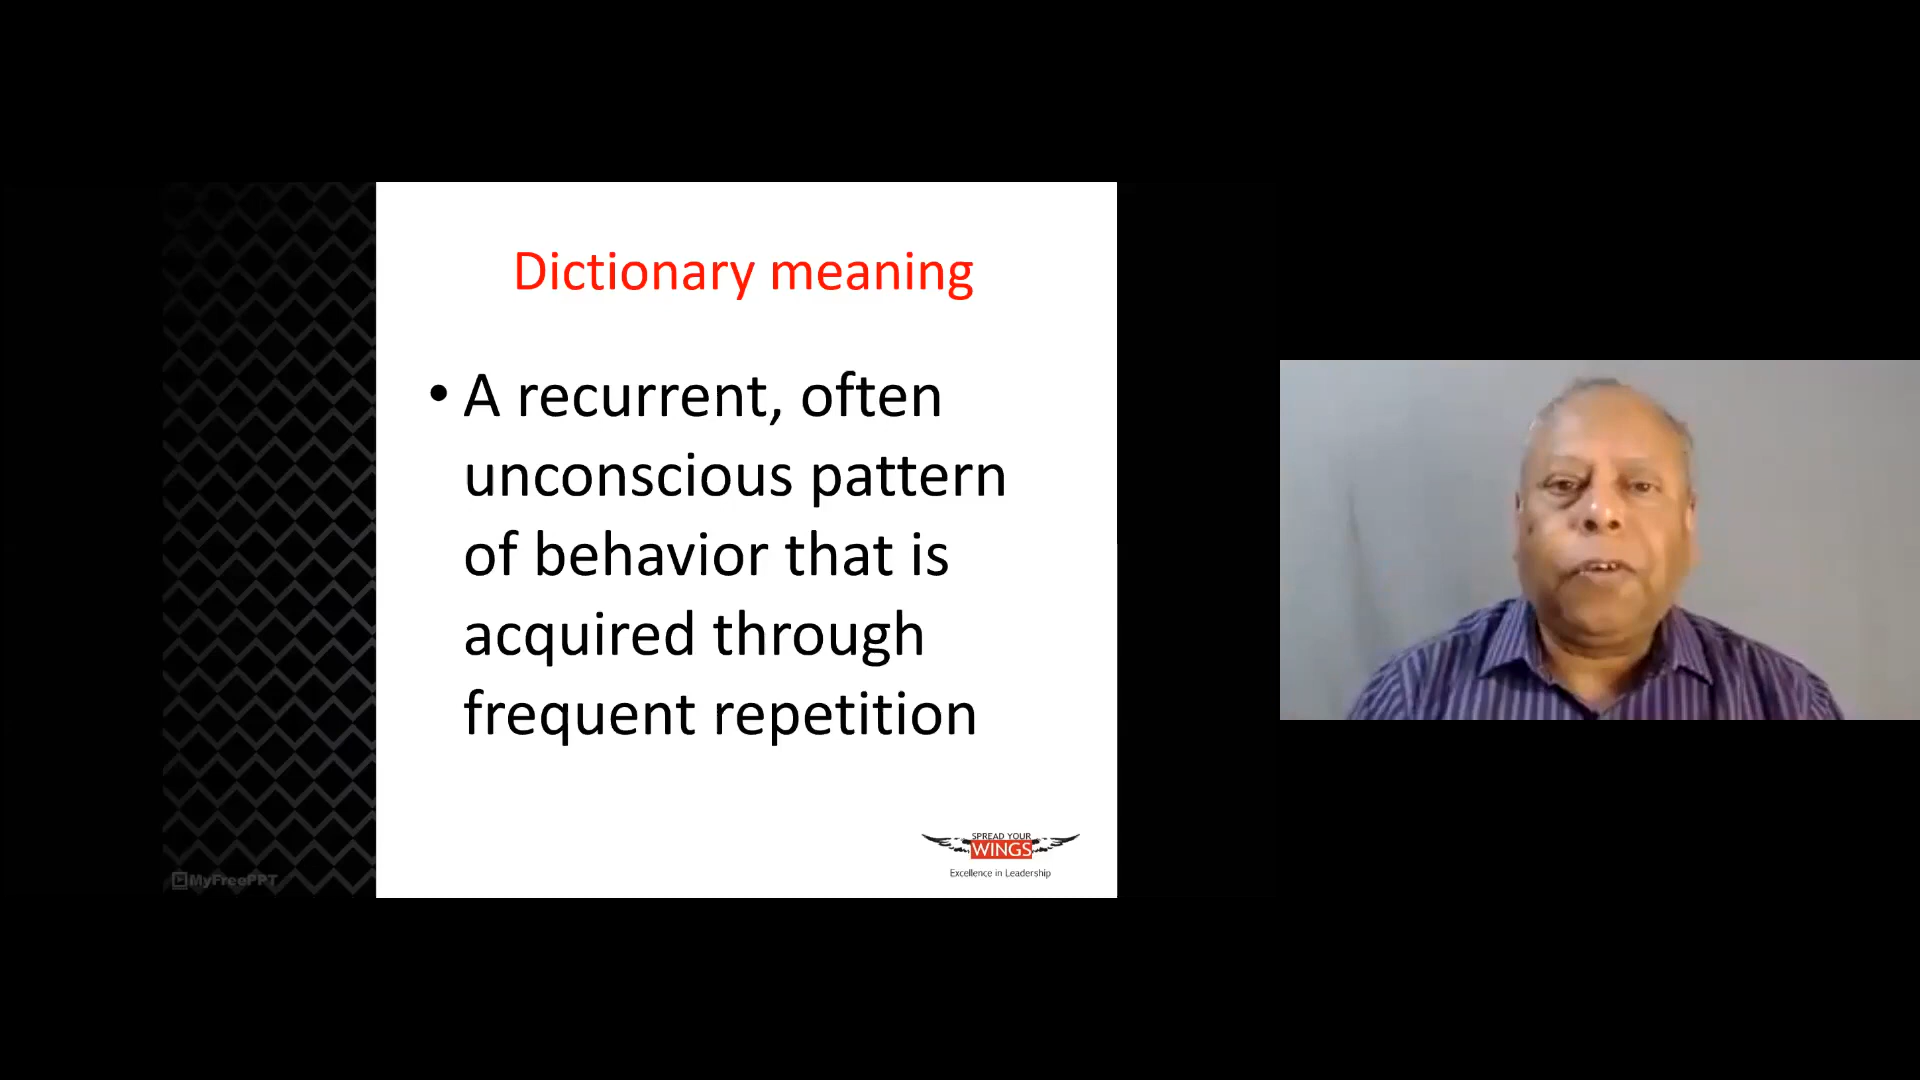 Dictionary meaning
• A recurrent, often
unconscious pattern
of behavior that is
acquired through
frequent repetition
SPREAD YOUR
WINGS
Excellence in Leadership
MyFreePPT